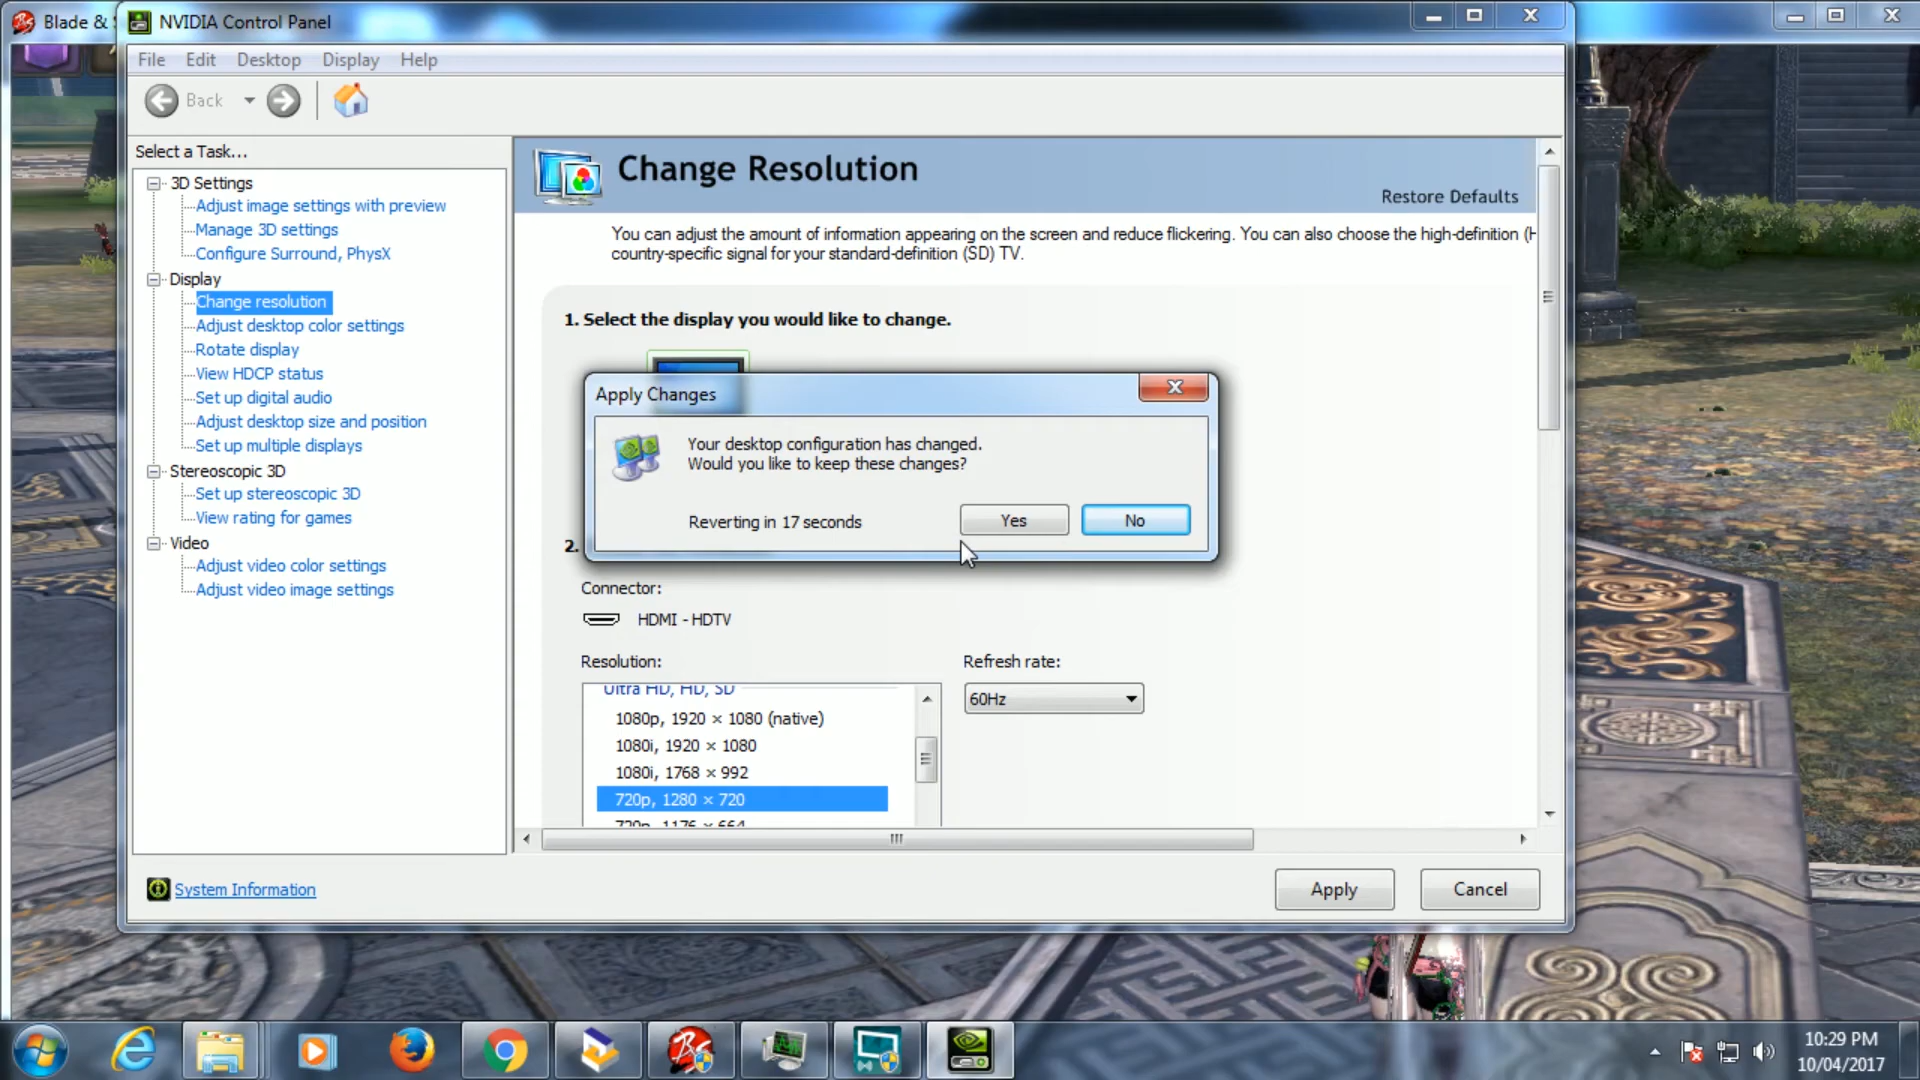 Blade &
NVIDIA Control Panel
File Edit Desktop Display Help
Back
Select a Task...
3D Settings
Adjust image settings with preview
Manage 3D settings
Configure Surround, PhysX
Display
Change resolution
Adjust desktop color settings
Rotate display
View HDCP status
Set up digital audio
Adjust desktop size and position
Set up multiple displays
Stereoscopic 3D
Set up stereoscopic 3D
View rating for games
Video
Adjust video color settings
Adjust video image settings
System Information
Change Resolution
Restore Defaults
You can adjust the amount of information appearing on the screen and reduce flickering. You can also choose the high-definition (H
country-specific signal for your standard-definition (SD) TV.
1. Select the display you would like to change.
Apply Changes
Your desktop configuration has changed.
Would you like to keep these changes?
Reverting in 17 seconds
Yes No
2.
Connector:
HDMI - HDTV
Resolution:
Refresh rate:
60Hz
Ultra HD, HD, SD
1080p, 1920 × 1080 (native)
1080i, 1920 × 1080
1080i, 1768 × 992
720p, 1280 × 720
720p, 1176 × 664
Apply Cancel
10:29 PM
10/04/2017